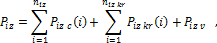 P_{iz} = \sum_{i=1}^{n_{iz}} P_{iz\,c}(i) + \sum_{i=1}^{n_{iz\,kr}} P_{iz\,kr}(i) + P_{iz\,v} ,